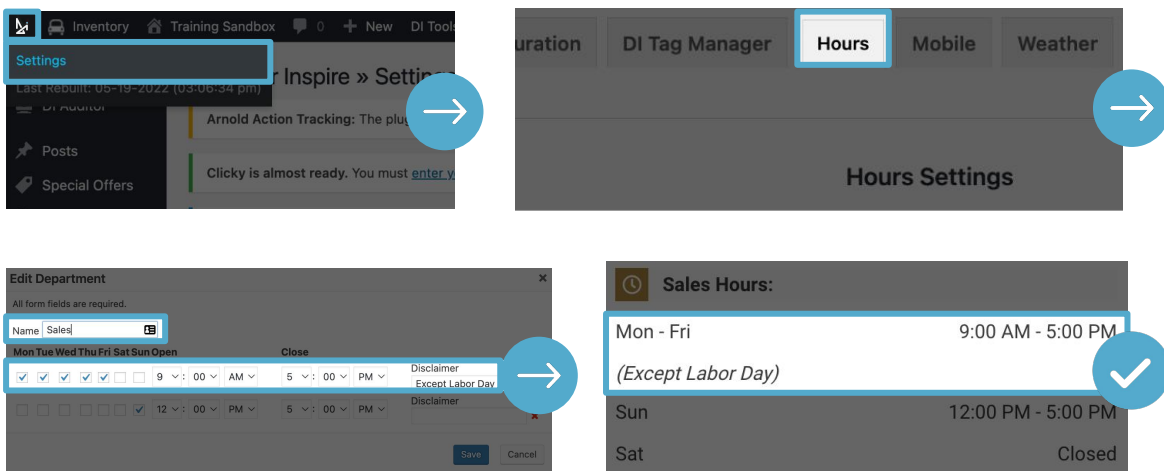 Inventory Training Sandbox 0 + New DI Tool
Settings
r Inspire » Settin
Last Rebuilt: 05-19-2022 (03:06:34 pm)
DI Auditor
Arnold Action Tracking: The plu
Posts
Clicky is almost ready. You must enter y
Special Offers
uration DI Tag Manager Hours Mobile Weather
Hours Settings
Edit Department ×
All form fields are required.
Name Sales
Mon Tue Wed Thu Fri Sat Sun Open Close
Disclaimer
9 : 00 AM 5 : 00 PM
Except Labor Day
Disclaimer
12 : 00 PM 5 : 00 PM
Save Cancel
Sales Hours:
Mon - Fri 9:00 AM - 5:00 PM
(Except Labor Day)
Sun 12:00 PM - 5:00 PM
Sat Closed